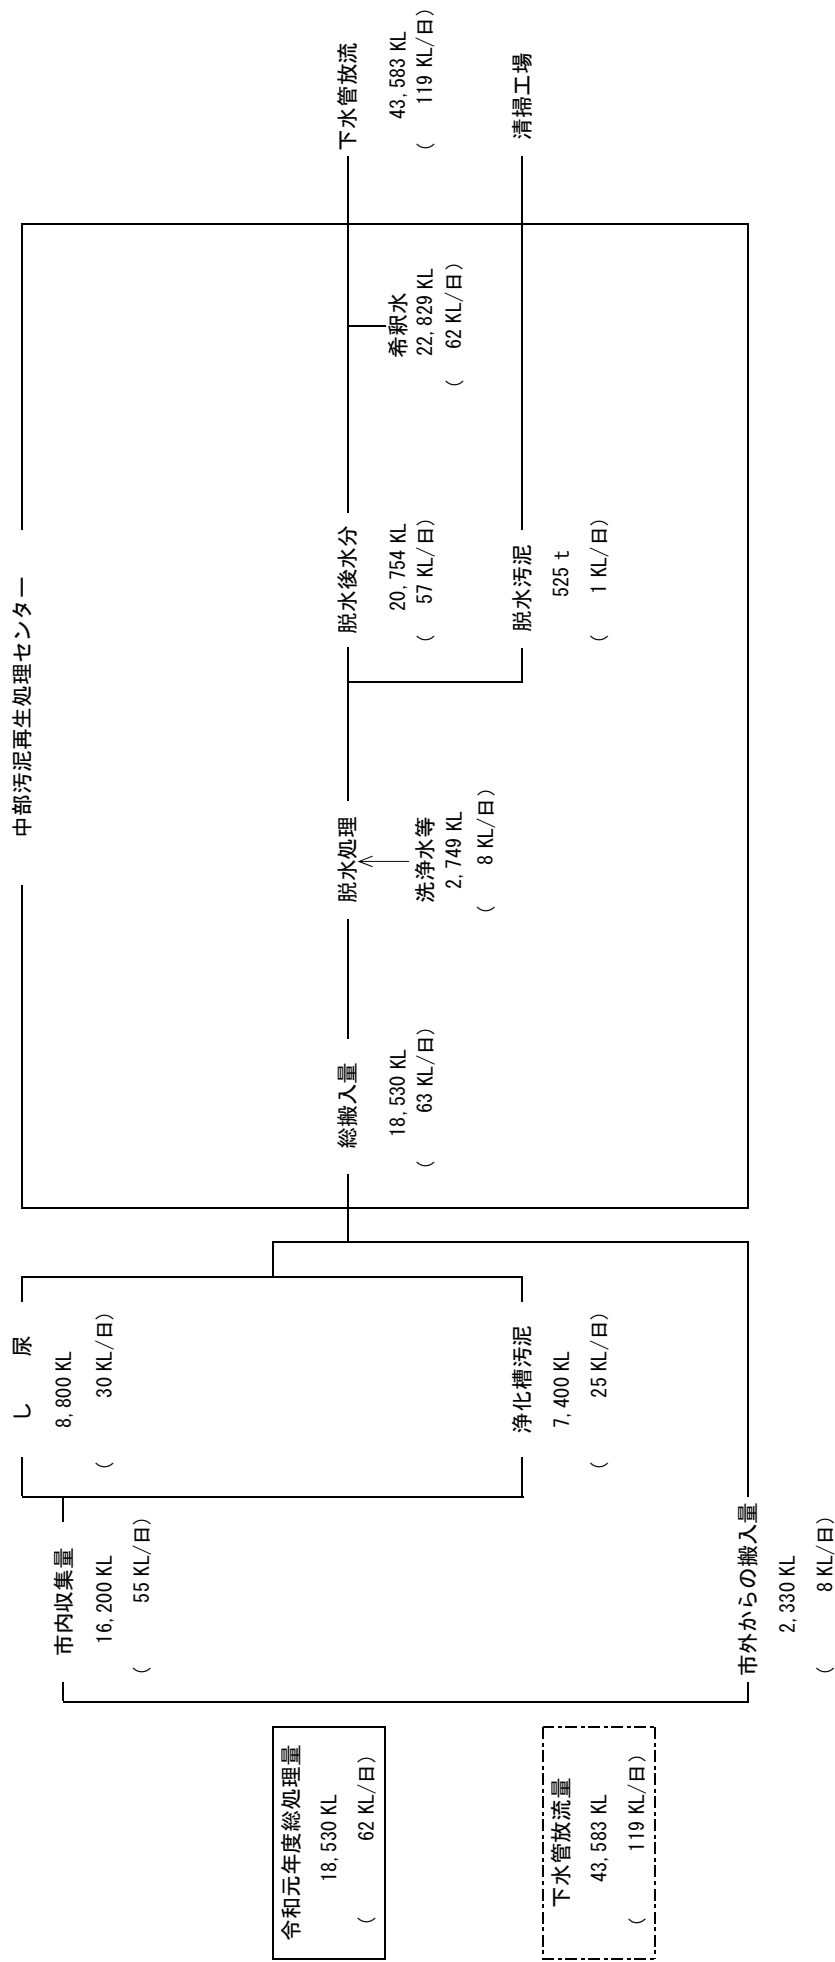 令和元年度総処理量
18,530 KL
( 62 KL/日)
下水管放流量
43,583 KL
( 119 KL/日)
市内収集量
16,200 KL
( 55 KL/日)
市外からの搬入量
2,330 KL
( 8 KL/日)
し 尿
8,800 KL
( 30 KL/日)
浄化槽汚泥
7,400 KL
( 25 KL/日)
中部汚泥再生処理センター
総搬入量
18,530 KL
( 63 KL/日)
脱水処理
洗浄水等
2,749 KL
( 8 KL/日)
脱水後水分
20,754 KL
( 57 KL/日)
脱水汚泥
525 t
( 1 KL/日)
希釈水
22,829 KL
( 62 KL/日)
下水管放流
43,583 KL
( 119 KL/日)
清掃工場